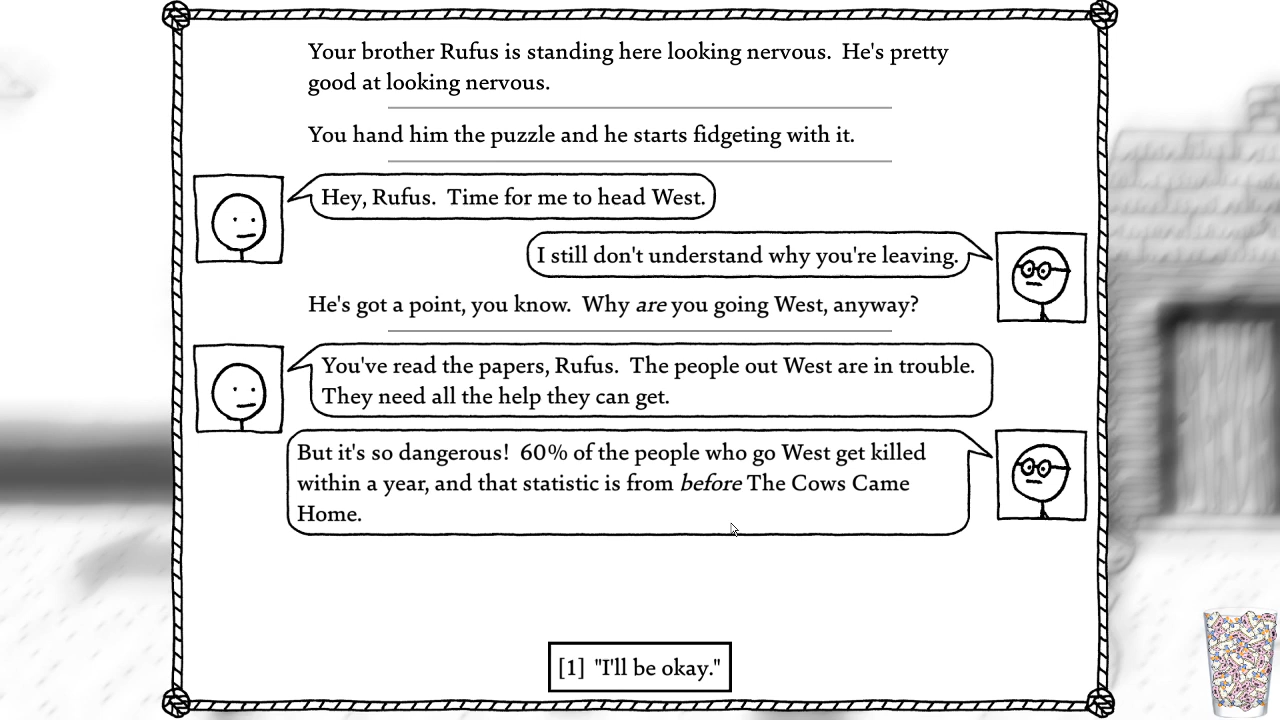 Your brother Rufus is standing here looking nervous.  He's pretty
good at looking nervous.
You hand him the puzzle and he starts fidgeting with it.
Hey, Rufus.  Time for me to head West.
I still don't understand why you're leaving.
He's got a point, you know.  Why are you going West, anyway?
You've read the papers, Rufus.  The people out West are in trouble.
They need all the help they can get.
But it's so dangerous!  60% of the people who go West get killed
within a year, and that statistic is from before The Cows Came
Home.
[1] "I'll be okay."